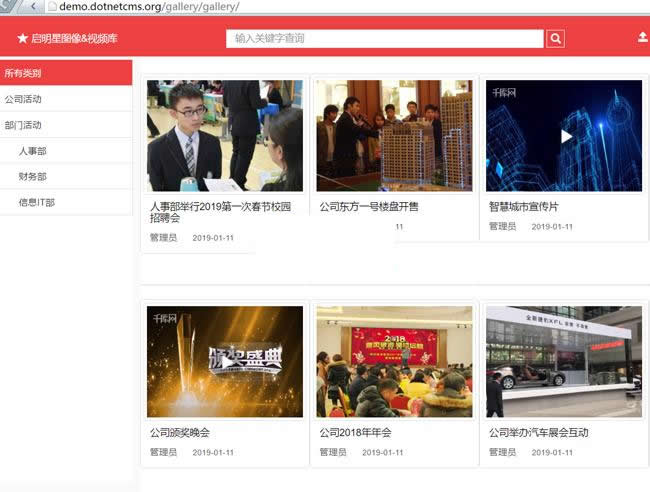 demo.dotnetcms.org/gallery/gallery/
★ 启明星图像&视频库
输入关键字查询
所有类别
公司活动
部门活动
人事部
财务部
信息IT部
人事部举行2019第一次春节校园
招聘会
管理员 2019-01-11
公司东方一号楼盘开售
11
千库网
智慧城市宣传片
管理员 2019-01-11
千库网
颁奖盛典
公司颁奖晚会
管理员 2019-01-11
2018
公司2018年年会
管理员 2019-01-11
全新捷豹XFL
公司举办汽车展会互动
管理员 2019-01-11